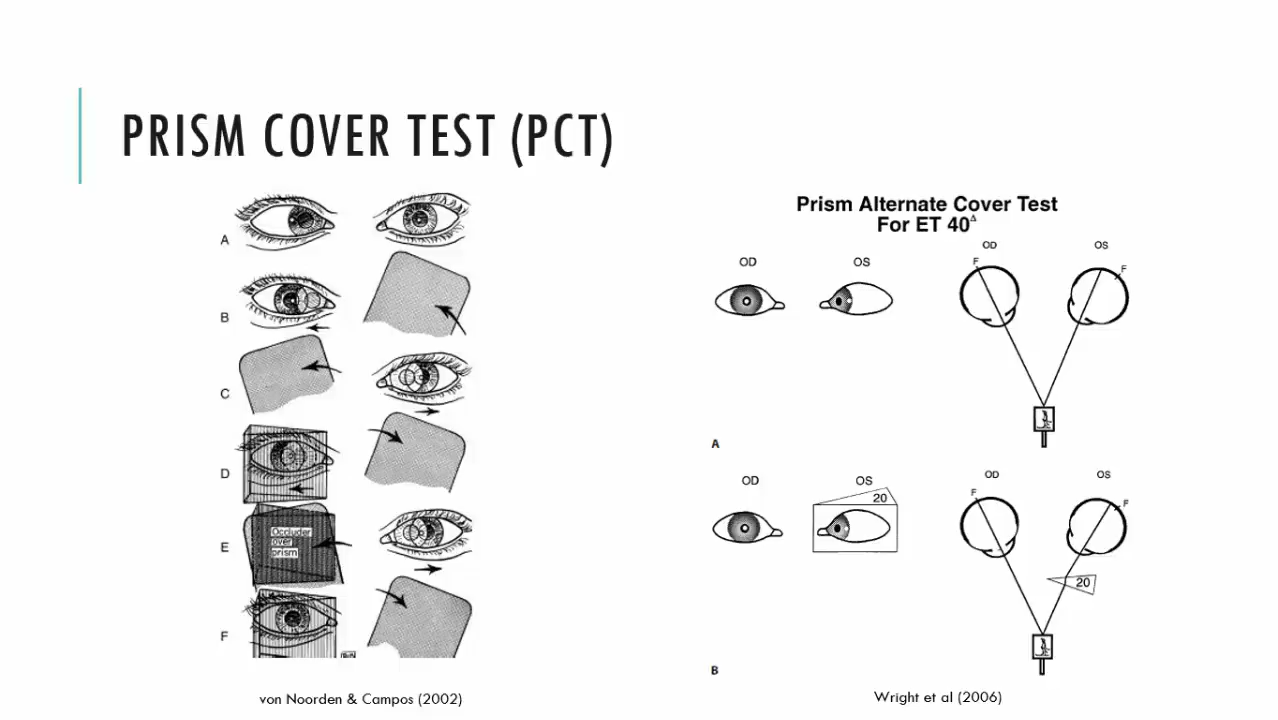 PRISM COVER TEST (PCT)
A
B
C
D
E
Occluder
over
prism
F
von Noorden & Campos (2002)
Prism Alternate Cover Test
For ET 40Δ
OD
OS
OD
OS
F
F
A
OD
OS
20
OD
OS
F
F
20
B
Wright et al (2006)